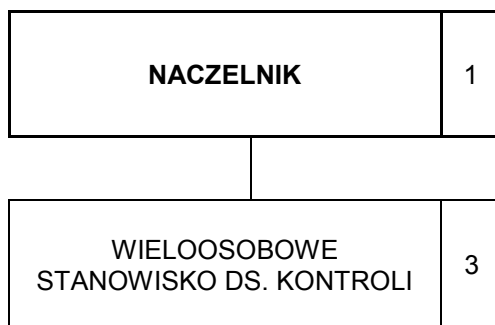 NACZELNIK 1
WIELOOSOBOWE
STANOWISKO DS. KONTROLI 3